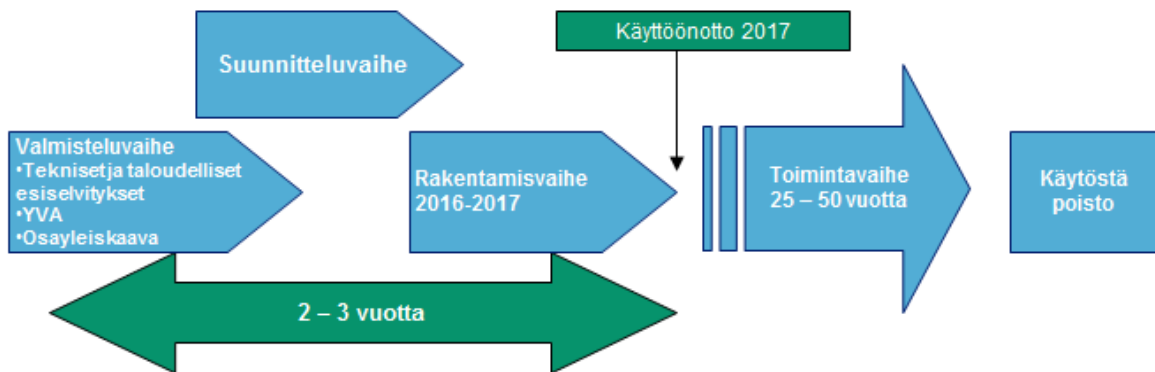 Käyttöönotto 2017
Suunnitteluvaihe
Valmisteluvaihe
•Teknisetja taloudelliset
esiselvitykset
•YVA
•Osayleiskaava
Rakentamisvaihe
2016-2017
Toimintavaihe
25 – 50 vuotta
Käytöstä
poisto
2 – 3 vuotta